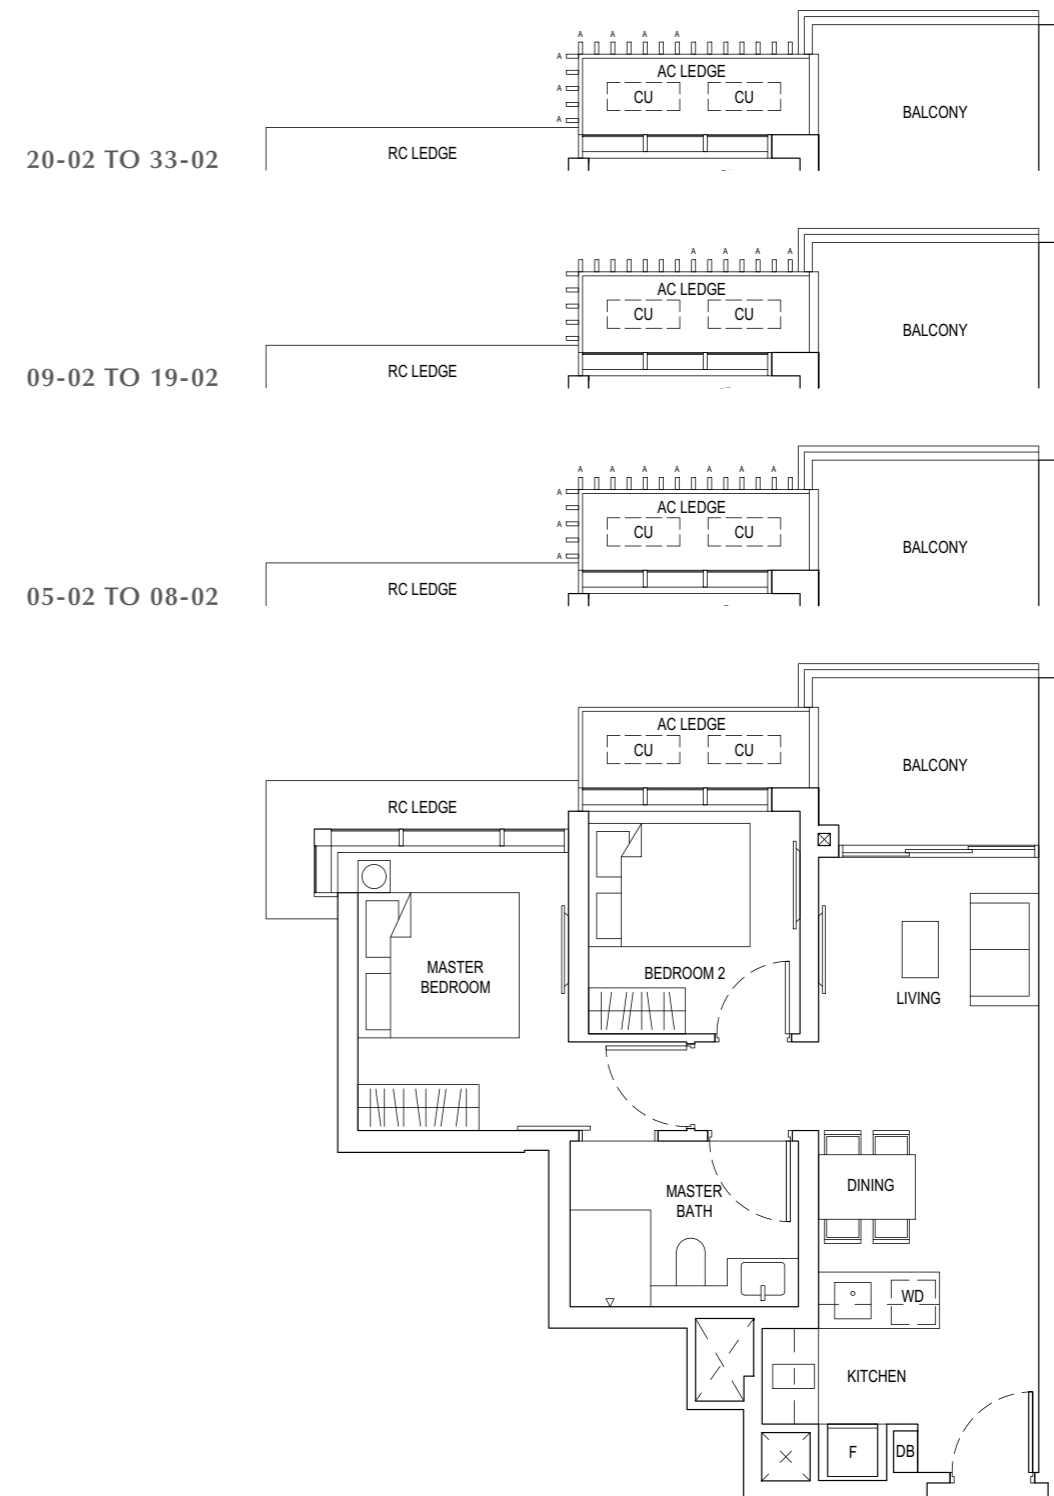 A A A A
A
AC LEDGE
CU CU
A
BALCONY
A
20-02 TO 33-02
RC LEDGE
A A A A
AC LEDGE
CU CU
BALCONY
09-02 TO 19-02
RC LEDGE
A A A A A A A
A
AC LEDGE
A
CU CU
BALCONY
A
05-02 TO 08-02
RC LEDGE
AC LEDGE
CU CU
BALCONY
RC LEDGE
MASTER
BEDROOM
BEDROOM 2
LIVING
DINING
MASTER
BATH
WD
KITCHEN
F
DB